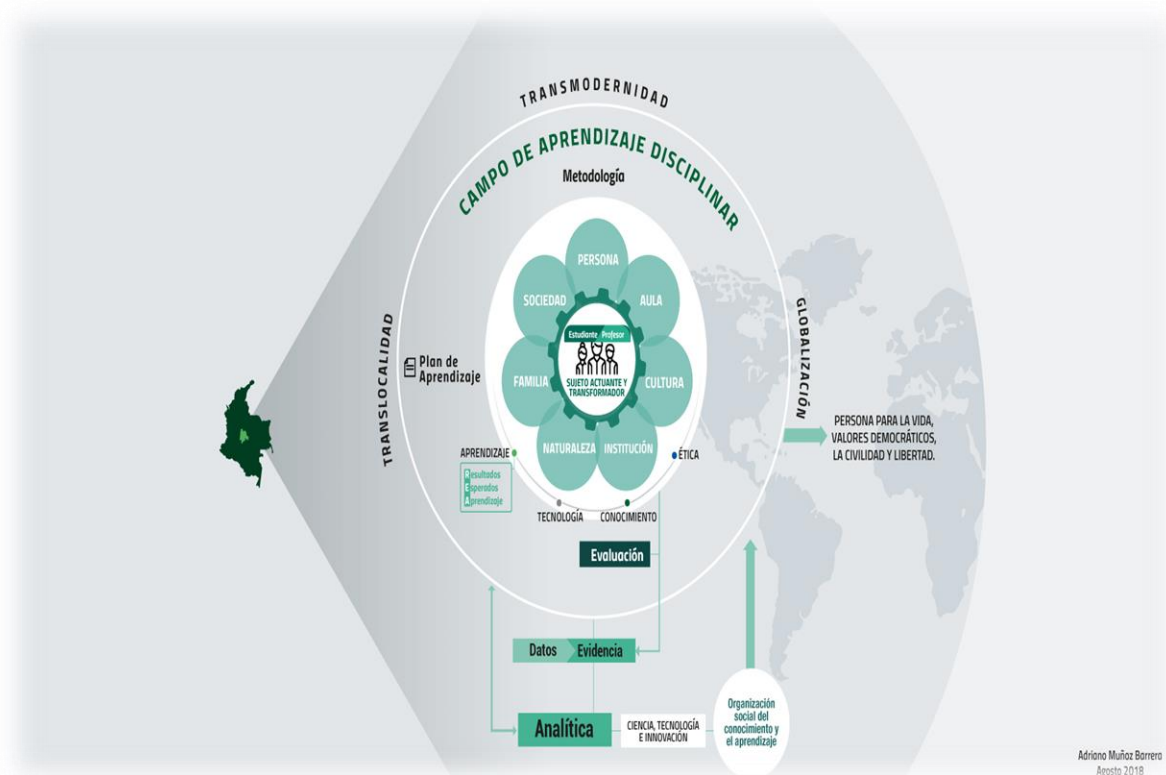 TRANSMODERNIDAD
CAMPO DE APRENDIZAJE DISCIPLINAR
Metodología
TRANSLOCALIDAD
GLOBALIZACIÓN
Plan de
Aprendizaje
PERSONA
SOCIEDAD
AULA
FAMILIA
CULTURA
NATURALEZA
INSTITUCIÓN
Estudiante Profesor
SUJETO ACTUANTE Y
TRANSFORMADOR
APRENDIZAJE
Resultados
Esperados
Aprendizaje
TECNOLOGÍA
CONOCIMIENTO
ÉTICA
PERSONA PARA LA VIDA,
VALORES DEMOCRÁTICOS,
LA CIVILIDAD Y LIBERTAD.
Evaluación
Datos Evidencia
Analítica
CIENCIA, TECNOLOGÍA
E INNOVACIÓN
Organización
social del
conocimiento y
el aprendizaje
Adriano Muñoz Barrera
Agosto 2018